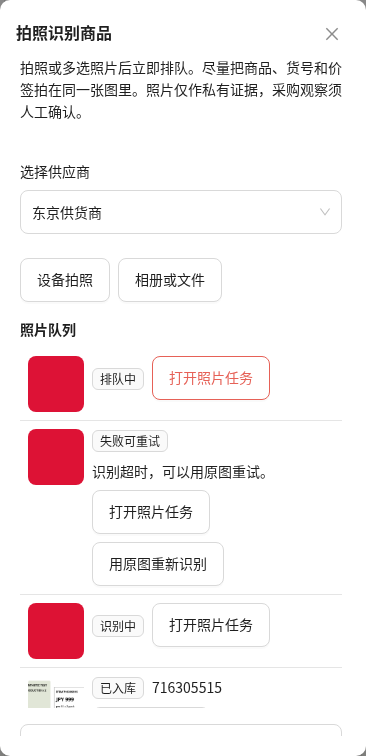 拍照识别商品
拍照或多选照片后立即排队。尽量把商品、货号和价
签拍在同一张图里。照片仅作私有证据，采购观察须
人工确认。
选择供应商
东京供货商
设备拍照
相册或文件
照片队列
排队中
打开照片任务
失败可重试
识别超时，可以用原图重试。
打开照片任务
用原图重新识别
识别中
打开照片任务
已入库
716305515
JPY 999